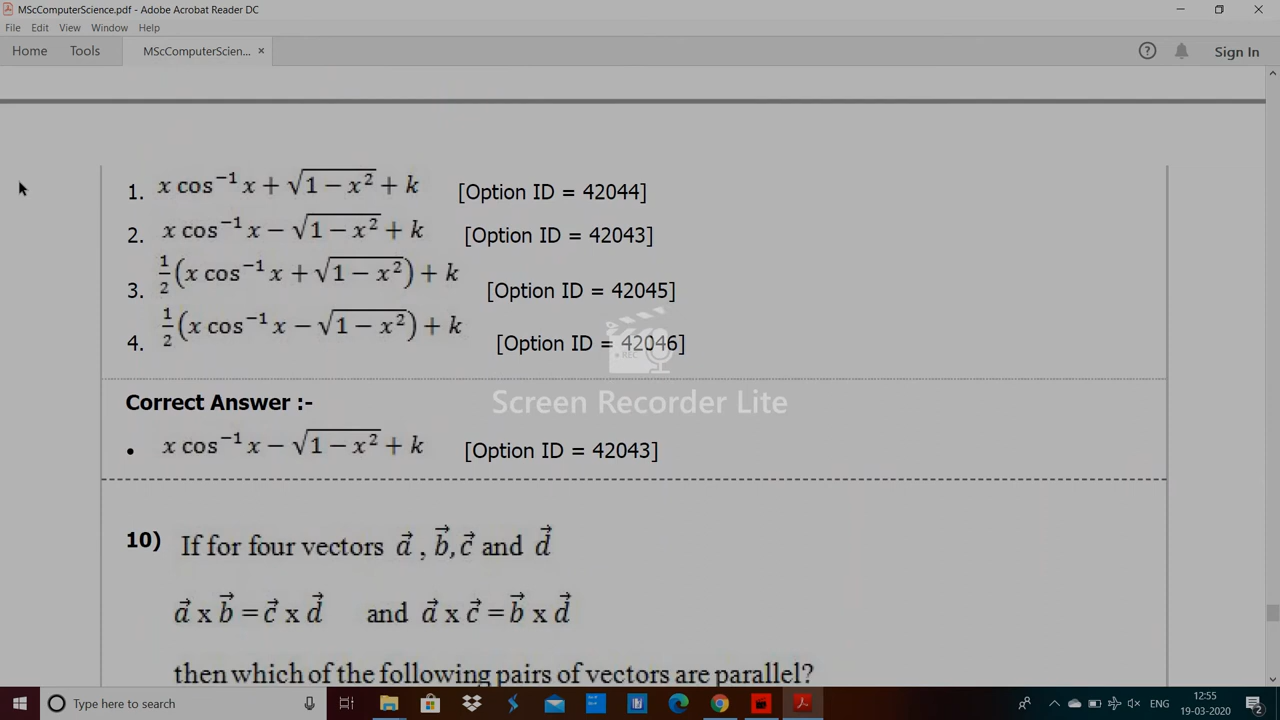 MScComputerScience.pdf - Adobe Acrobat Reader DC
File Edit View Window Help
Home Tools MScComputerScien... × Sign In
1. x cos⁻¹ x + √(1 − x²) + k [Option ID = 42044]
2. x cos⁻¹ x − √(1 − x²) + k [Option ID = 42043]
3. ½(x cos⁻¹ x + √(1 − x²)) + k [Option ID = 42045]
4. ½(x cos⁻¹ x − √(1 − x²)) + k [Option ID = 42046]
REC
Screen Recorder Lite
Correct Answer :-
• x cos⁻¹ x − √(1 − x²) + k [Option ID = 42043]
10) If for four vectors a⃗ , b⃗, c⃗ and d⃗
a⃗ x b⃗ = c⃗ x d⃗ and a⃗ x c⃗ = b⃗ x d⃗
then which of the following pairs of vectors are parallel?
Type here to search ENG 12:55
19-03-2020 2